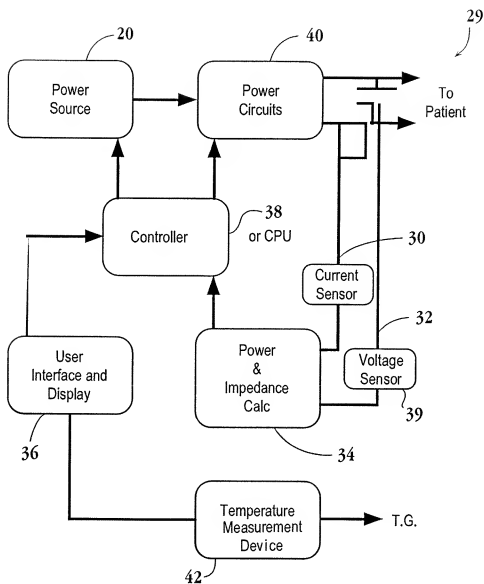 29
20
40
Power
Source
Power
Circuits
To
Patient
Controller
38
or CPU
30
Current
Sensor
32
User
Interface and
Display
Power
&
Impedance
Calc
Voltage
Sensor
36
34
39
Temperature
Measurement
Device
T.G.
42